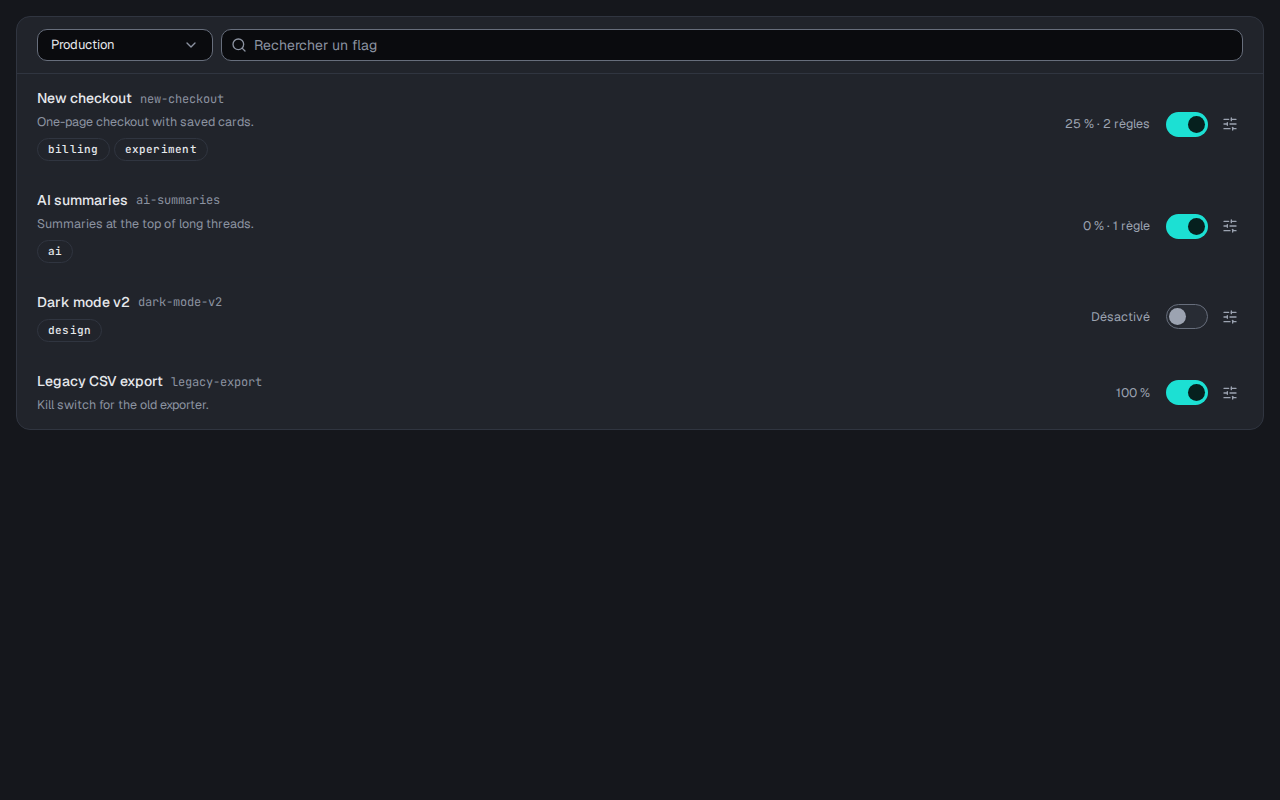 Production
Rechercher un flag
New checkout new-checkout
One-page checkout with saved cards.
billing experiment
25 % · 2 règles
AI summaries ai-summaries
Summaries at the top of long threads.
ai
0 % · 1 règle
Dark mode v2 dark-mode-v2
design
Désactivé
Legacy CSV export legacy-export
Kill switch for the old exporter.
100 %